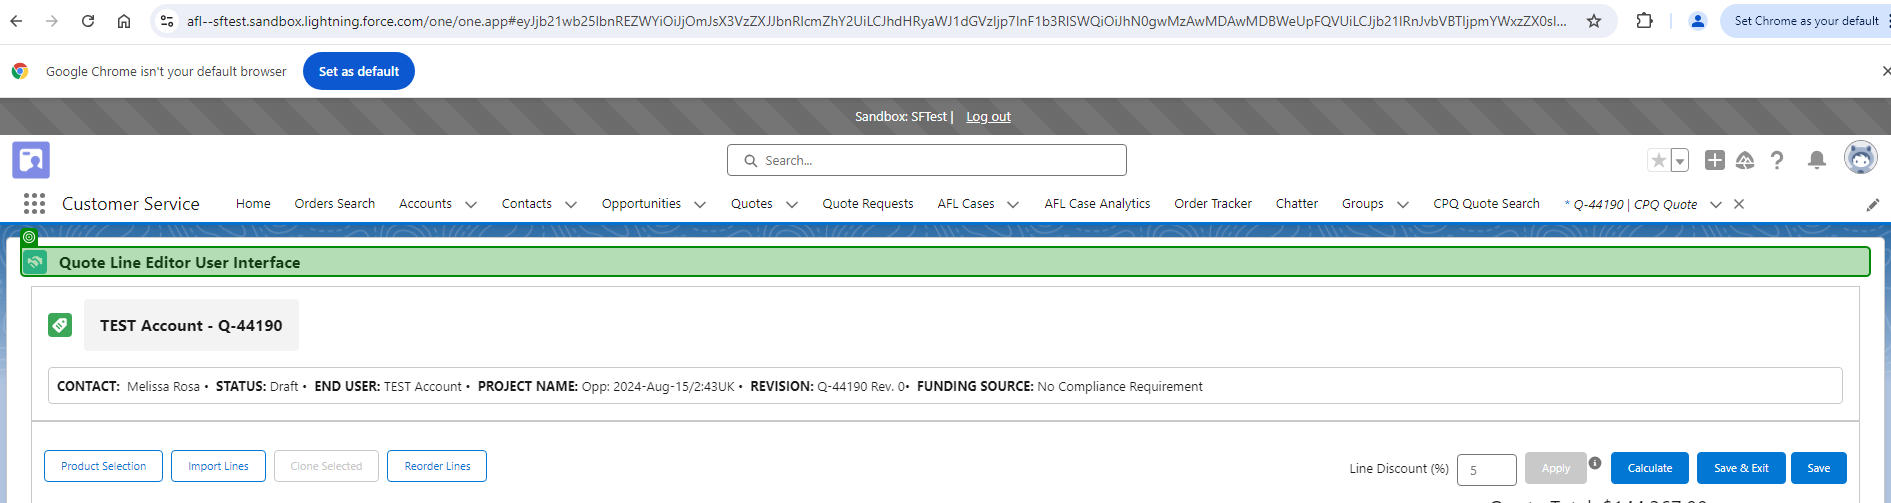 afl--sftest.sandbox.lightning.force.com/one/one.app#eyJjb21wb25lbnREZWYiOiJjOmJsX3VzZXJJbnRlcmZhY2UiLCJhdHRyaWJ1dGVzIjp7InF1b3RlSWQiOiJhN0gwMzAwMDAwMDBWeUpFQVUiLCJjb21lRnJvbVBTIjpmYWxzZX0sI...
Set Chrome as your default
Google Chrome isn't your default browser
Set as default
Sandbox: SFTest |
Log out
Search...
Customer Service
Home
Orders Search
Accounts
Contacts
Opportunities
Quotes
Quote Requests
AFL Cases
AFL Case Analytics
Order Tracker
Chatter
Groups
CPQ Quote Search
* Q-44190 | CPQ Quote
Quote Line Editor User Interface
TEST Account - Q-44190
CONTACT: Melissa Rosa • STATUS: Draft • END USER: TEST Account • PROJECT NAME: Opp: 2024-Aug-15/2:43UK • REVISION: Q-44190 Rev. 0• FUNDING SOURCE: No Compliance Requirement
Product Selection
Import Lines
Clone Selected
Reorder Lines
Line Discount (%)
5
Apply
Calculate
Save & Exit
Save